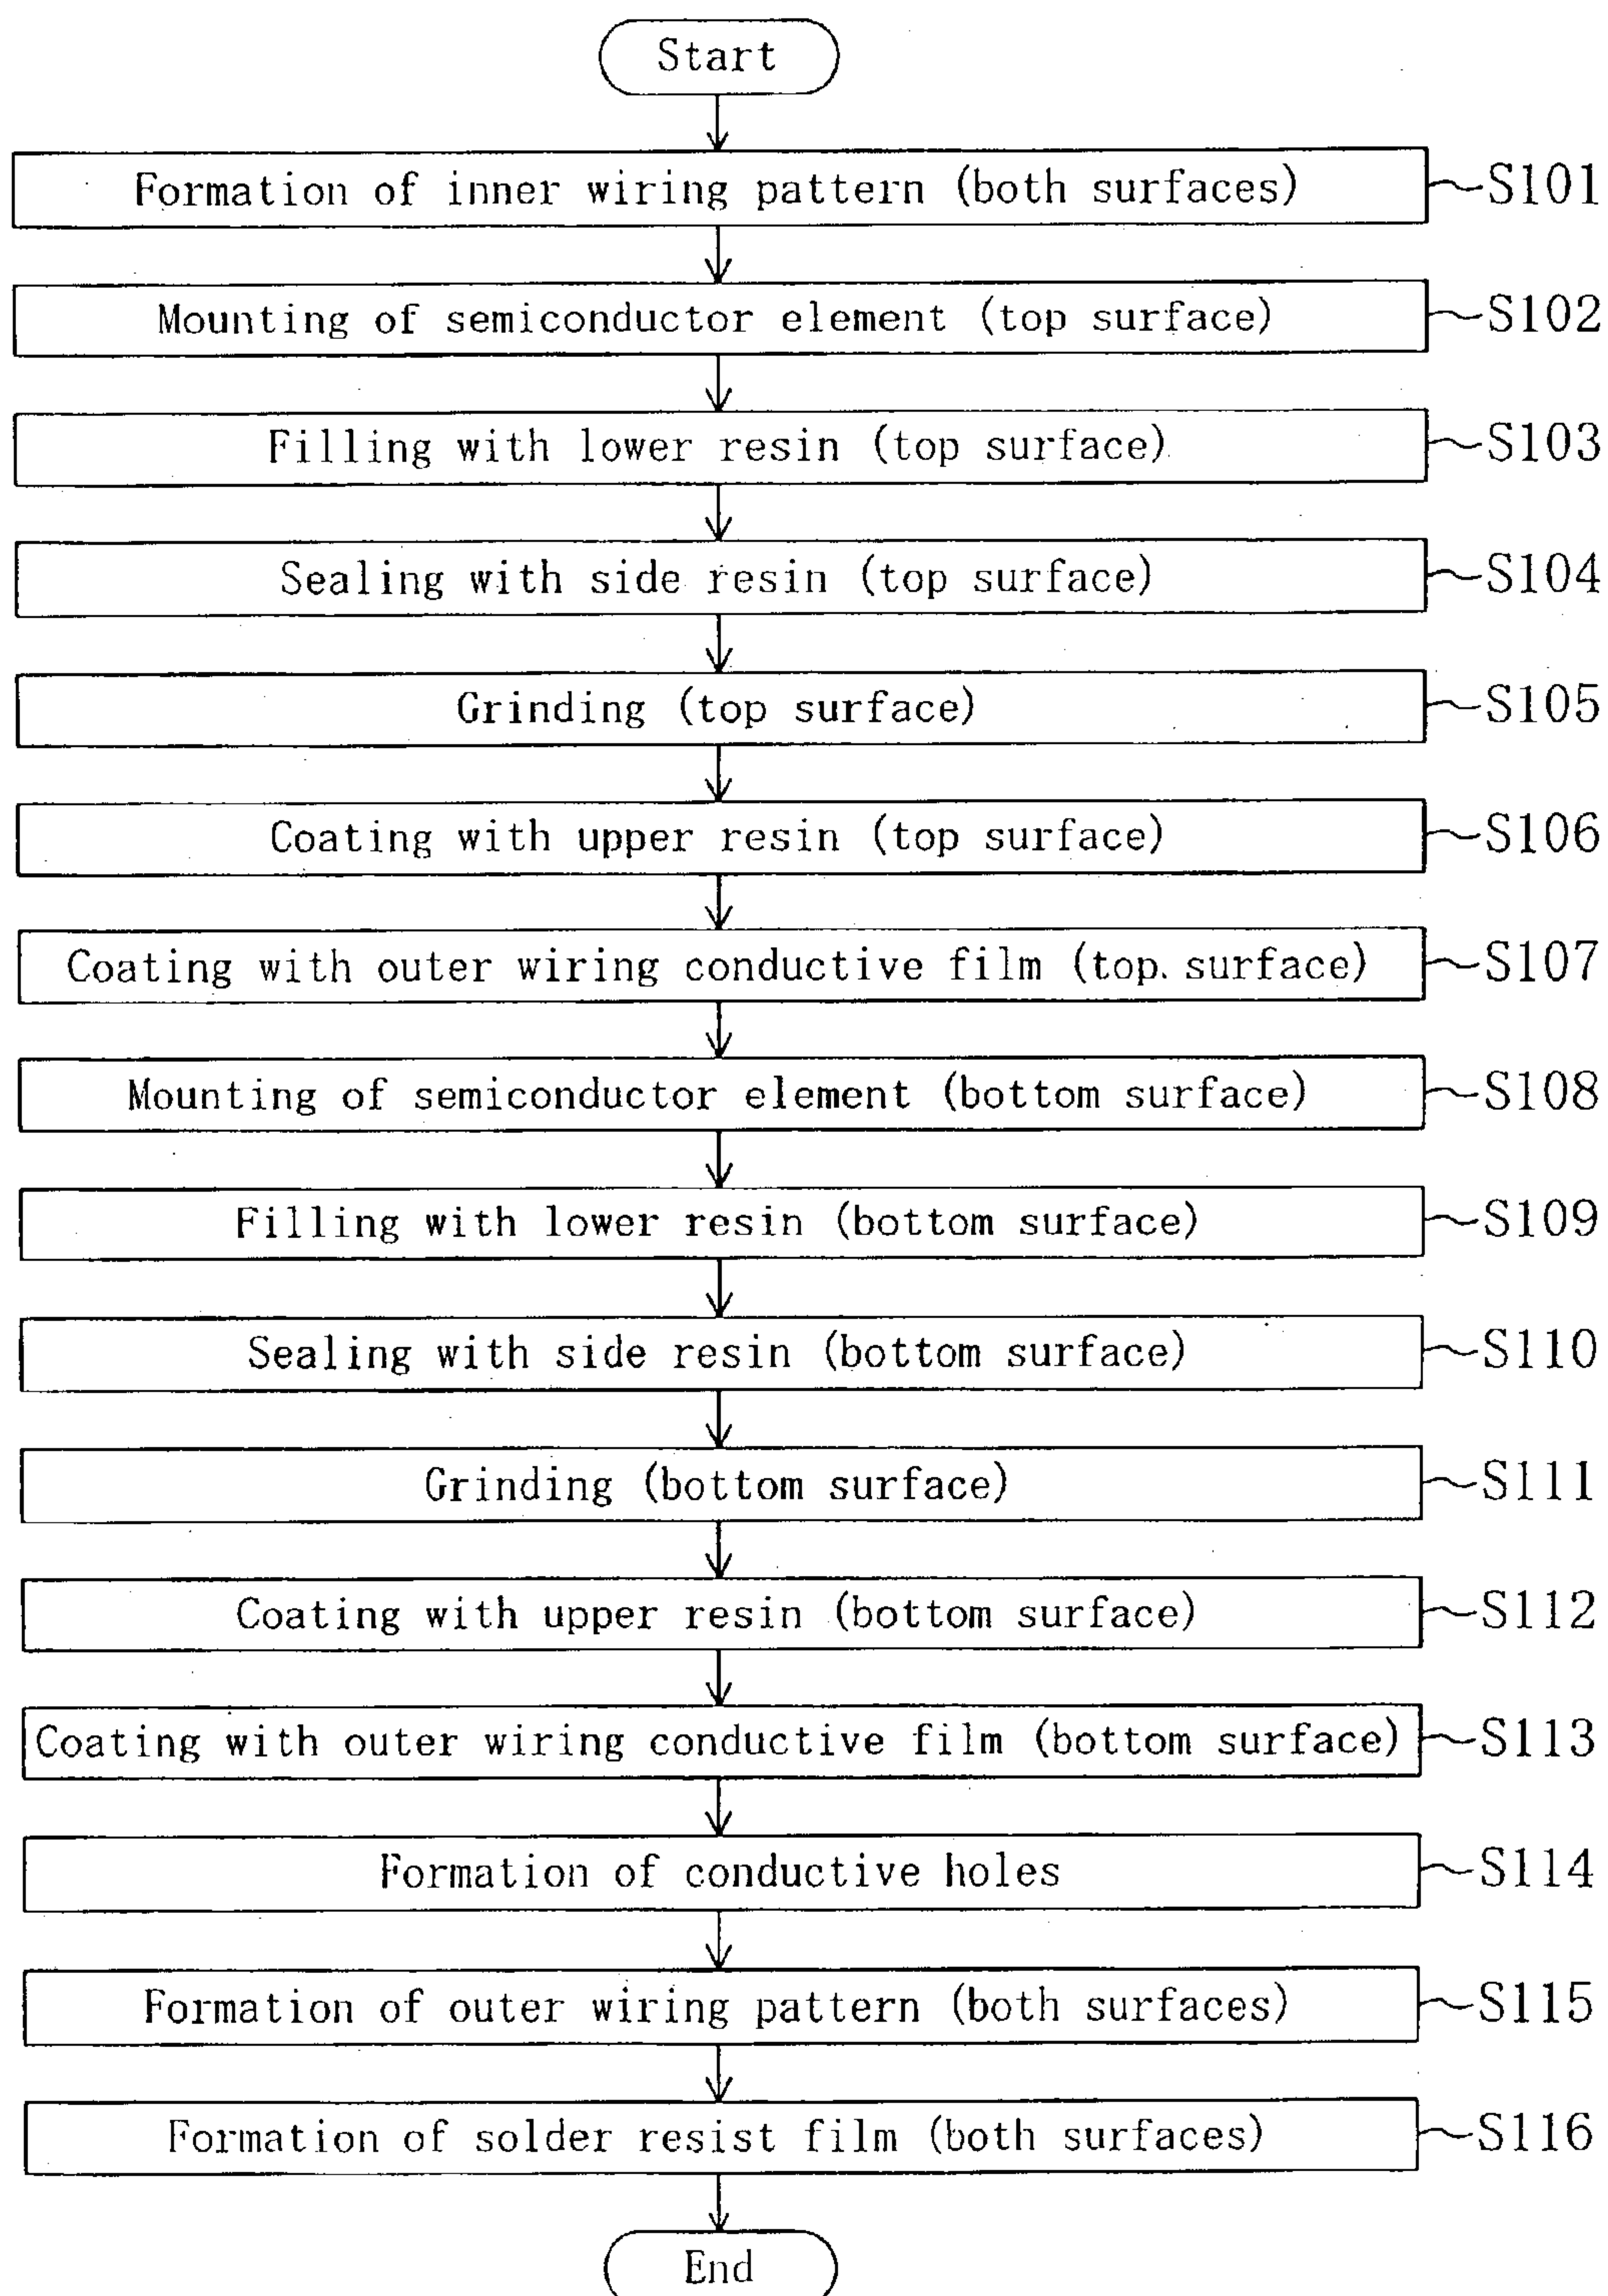 Start
Formation of inner wiring pattern (both surfaces) S101
Mounting of semiconductor element (top surface) S102
Filling with lower resin (top surface) S103
Sealing with side resin (top surface) S104
Grinding (top surface) S105
Coating with upper resin (top surface) S106
Coating with outer wiring conductive film (top surface) S107
Mounting of semiconductor element (bottom surface) S108
Filling with lower resin (bottom surface) S109
Sealing with side resin (bottom surface) S110
Grinding (bottom surface) S111
Coating with upper resin (bottom surface) S112
Coating with outer wiring conductive film (bottom surface) S113
Formation of conductive holes S114
Formation of outer wiring pattern (both surfaces) S115
Formation of solder resist film (both surfaces) S116
End